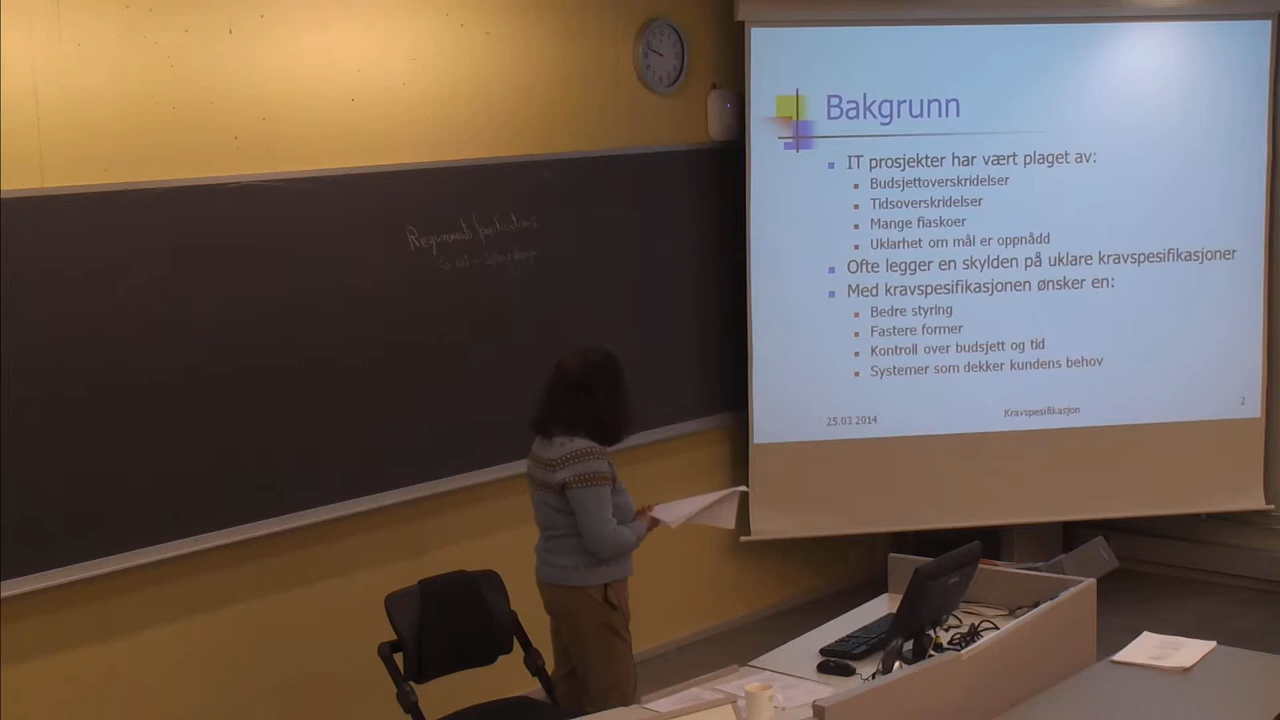 Requirements Specifications
Bakgrunn
IT prosjekter har vært plaget av:
Budsjettoverskridelser
Tidsoverskridelser
Mange fiaskoer
Uklarhet om mål er oppnådd
Ofte legger en skylden på uklare kravspesifikasjoner
Med kravspesifikasjonen ønsker en:
Bedre styring
Fastere former
Kontroll over budsjett og tid
Systemer som dekker kundens behov
25.03.2014
Kravspesifikasjon
2